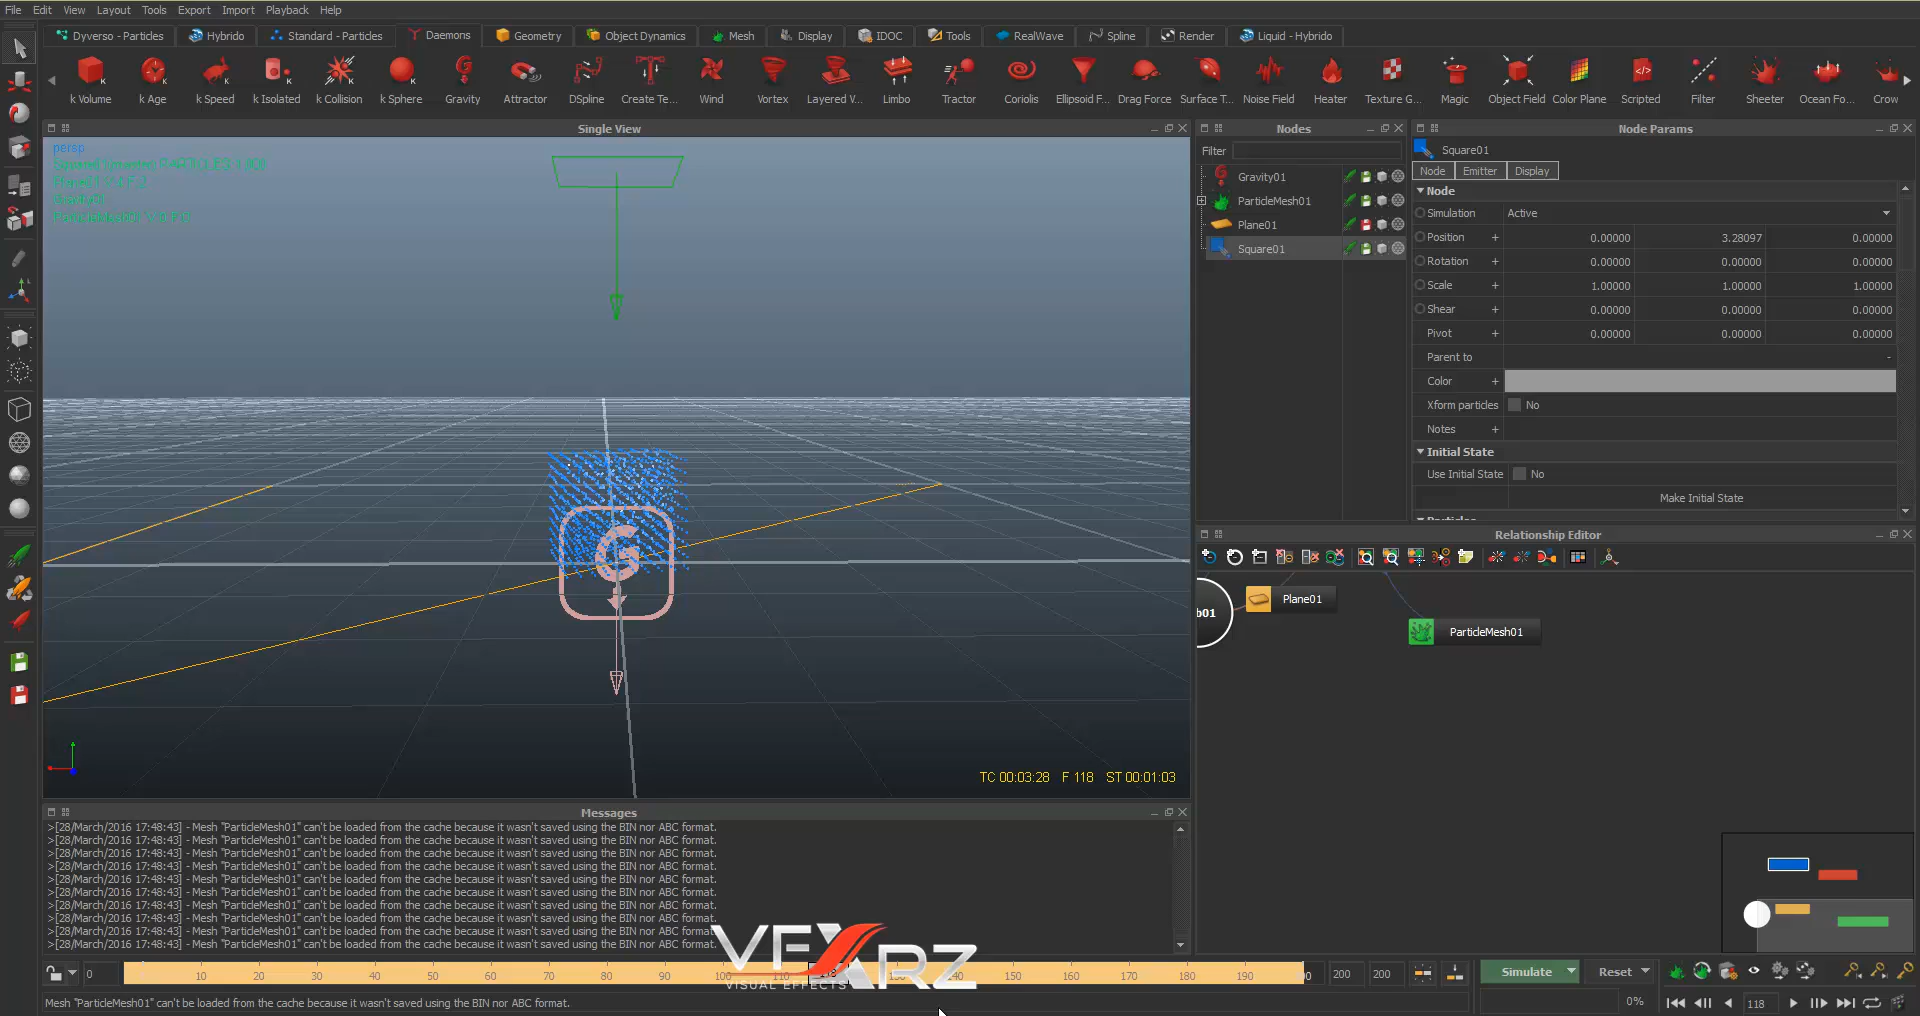 File Edit View Layout Tools Export Import Playback Help
Dyverso - Particles Hybrido Standard - Particles Daemons Geometry Object Dynamics Mesh Display IDOC Tools RealWave Spline Render Liquid - Hybrido
k Volume k Age k Speed k Isolated k Collision k Sphere Gravity Attractor DSpline Create Te... Wind Vortex Layered V... Limbo Tractor Coriolis Ellipsoid F... Drag Force Surface T... Noise Field Heater Texture G... Magic Object Field Color Plane Scripted Filter Sheeter Ocean Fo... Crow
Single View
persp
TC 00:03:28 F 118 ST 00:01:03
Nodes
Filter
Gravity01
ParticleMesh01
Plane01
Square01
Node Params
Square01
Node Emitter Display
Node
Simulation Active
Position + 0.00000 3.28097 0.00000
Rotation + 0.00000 0.00000 0.00000
Scale + 1.00000 1.00000 1.00000
Shear + 0.00000 0.00000 0.00000
Pivot + 0.00000 0.00000 0.00000
Parent to -
Color +
Xform particles No
Notes +
Initial State
Use Initial State No
Make Initial State
Relationship Editor
b01
Plane01
ParticleMesh01
Messages
>[28/March/2016 17:48:43] - Mesh "ParticleMesh01" can't be loaded from the cache because it wasn't saved using the BIN nor ABC format.
>[28/March/2016 17:48:43] - Mesh "ParticleMesh01" can't be loaded from the cache because it wasn't saved using the BIN nor ABC format.
>[28/March/2016 17:48:43] - Mesh "ParticleMesh01" can't be loaded from the cache because it wasn't saved using the BIN nor ABC format.
>[28/March/2016 17:48:43] - Mesh "ParticleMesh01" can't be loaded from the cache because it wasn't saved using the BIN nor ABC format.
>[28/March/2016 17:48:43] - Mesh "ParticleMesh01" can't be loaded from the cache because it wasn't saved using the BIN nor ABC format.
>[28/March/2016 17:48:43] - Mesh "ParticleMesh01" can't be loaded from the cache because it wasn't saved using the BIN nor ABC format.
>[28/March/2016 17:48:43] - Mesh "ParticleMesh01" can't be loaded from the cache because it wasn't saved using the BIN nor ABC format.
>[28/March/2016 17:48:43] - Mesh "ParticleMesh01" can't be loaded from the cache because it wasn't saved using the BIN nor ABC format.
>[28/March/2016 17:48:43] - Mesh "ParticleMesh01" can't be loaded from the cache because it wasn't saved using the BIN nor ABC format.
>[28/March/2016 17:48:43] - Mesh "ParticleMesh01" can't be loaded from the cache because it wasn't saved using the BIN nor ABC format.
VFXARZ
VISUAL EFFECTS
0 10 20 30 40 50 60 70 80 90 100 110 118 130 140 150 160 170 180 190 200 200
Simulate Reset
Mesh "ParticleMesh01" can't be loaded from the cache because it wasn't saved using the BIN nor ABC format.
0% 118